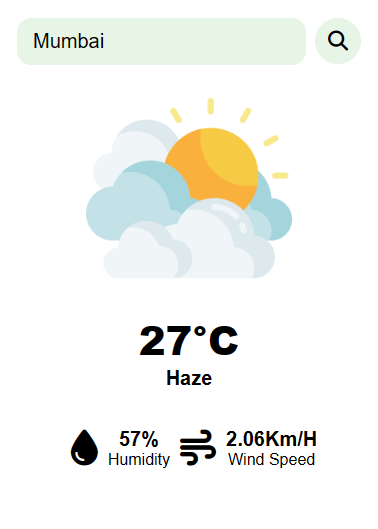 Mumbai
27°C
Haze
57%
Humidity
2.06Km/H
Wind Speed